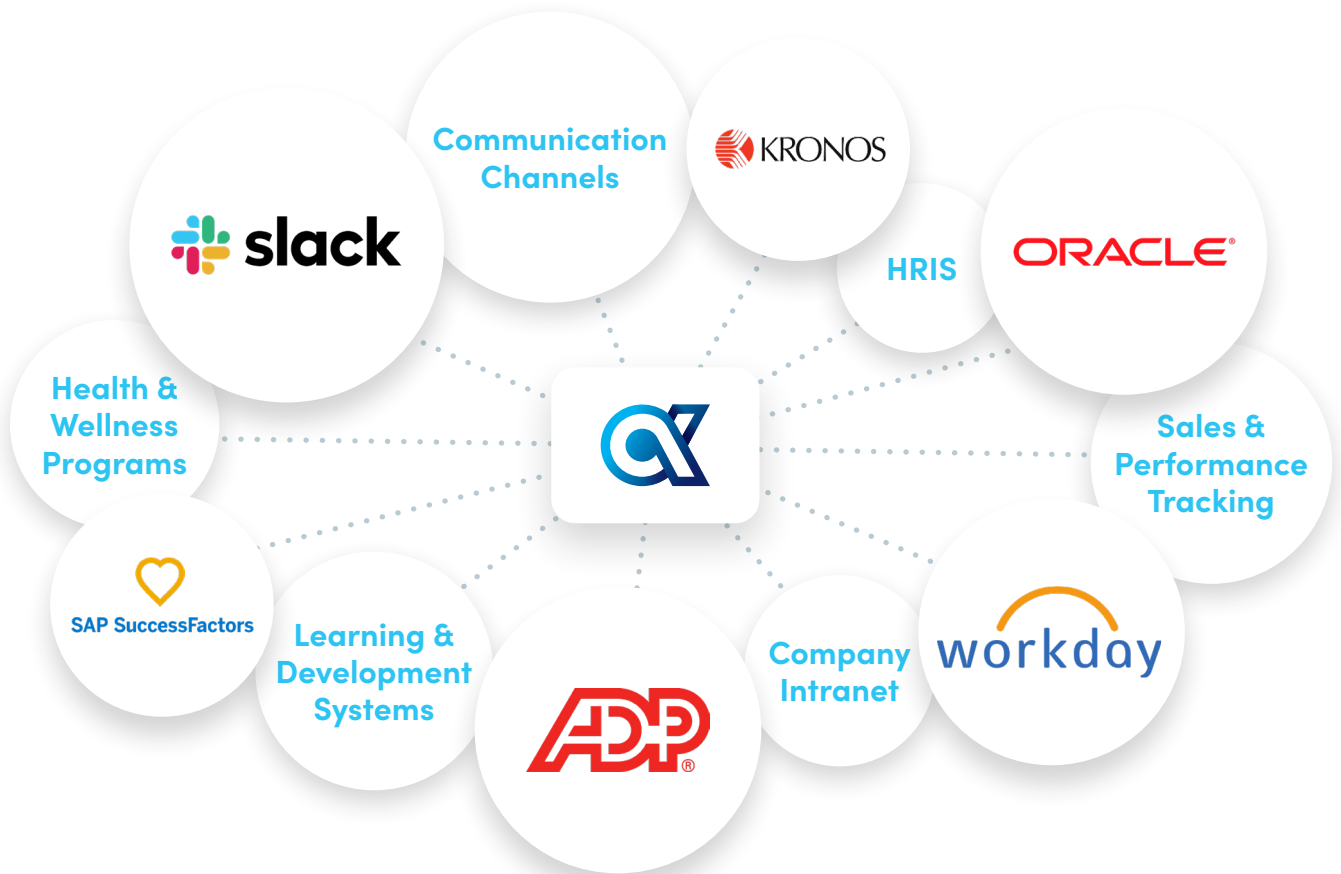 Communication
Channels
KRONOS
slack
HRIS
ORACLE®
Health &
Wellness
Programs
Sales &
Performance
Tracking
SAP SuccessFactors
Learning &
Development
Systems
Company
Intranet
workday
ADP®